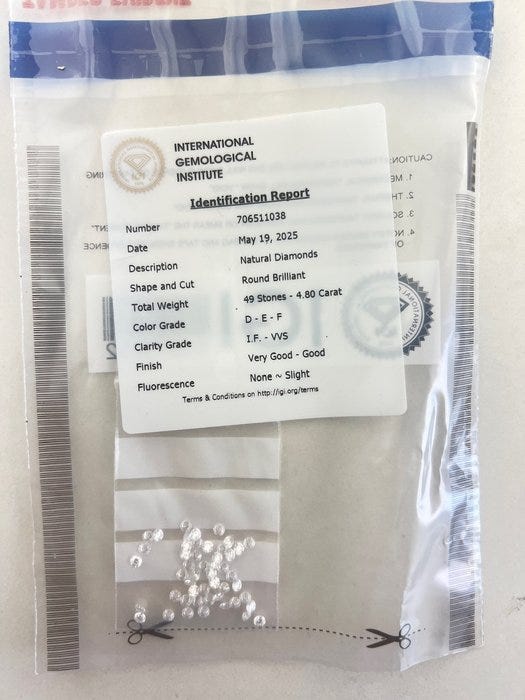 INTERNATIONAL
GEMOLOGICAL
INSTITUTE
Identification Report
Number 706511038
Date May 19, 2025
Description Natural Diamonds
Shape and Cut Round Brilliant
Total Weight 49 Stones - 4.80 Carat
Color Grade D - E - F
Clarity Grade I.F. - VVS
Finish Very Good - Good
Fluorescence None ~ Slight
Terms & Conditions on http://igi.org/terms